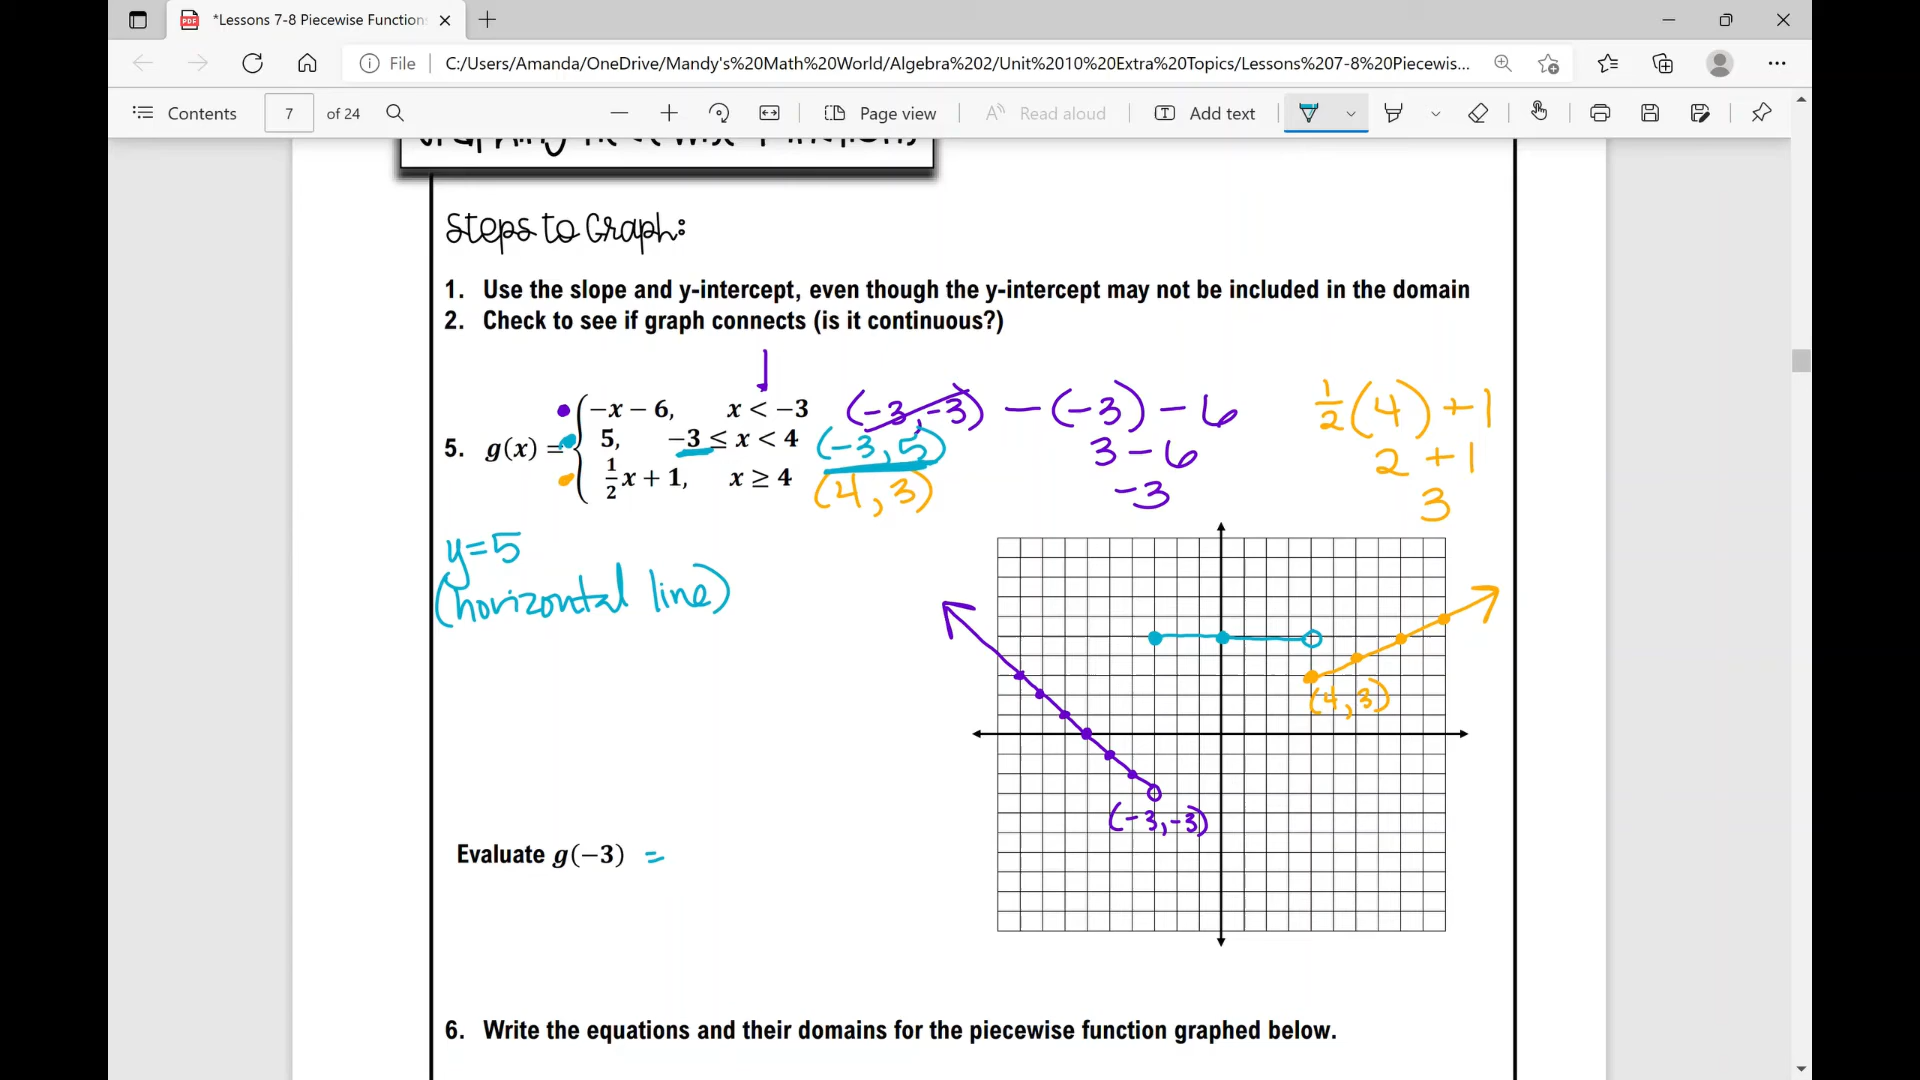 *Lessons 7-8 Piecewise Function
File C:/Users/Amanda/OneDrive/Mandy's%20Math%20World/Algebra%202/Unit%2010%20Extra%20Topics/Lessons%207-8%20Piecewis...
Contents 7 of 24 Page view Read aloud Add text
Graphing Piecewise Functions
Steps to Graph:
1. Use the slope and y-intercept, even though the y-intercept may not be included in the domain
2. Check to see if graph connects (is it continuous?)
5. g(x) = { −x − 6, x < −3
5, −3 ≤ x < 4
1/2 x + 1, x ≥ 4
(-3,-3)
(-3,5)
(4,3)
-(-3)-6
3-6
-3
1/2(4)+1
2+1
3
y=5
(horizontal line)
(4,3)
(-3,-3)
Evaluate g(−3) =
6. Write the equations and their domains for the piecewise function graphed below.